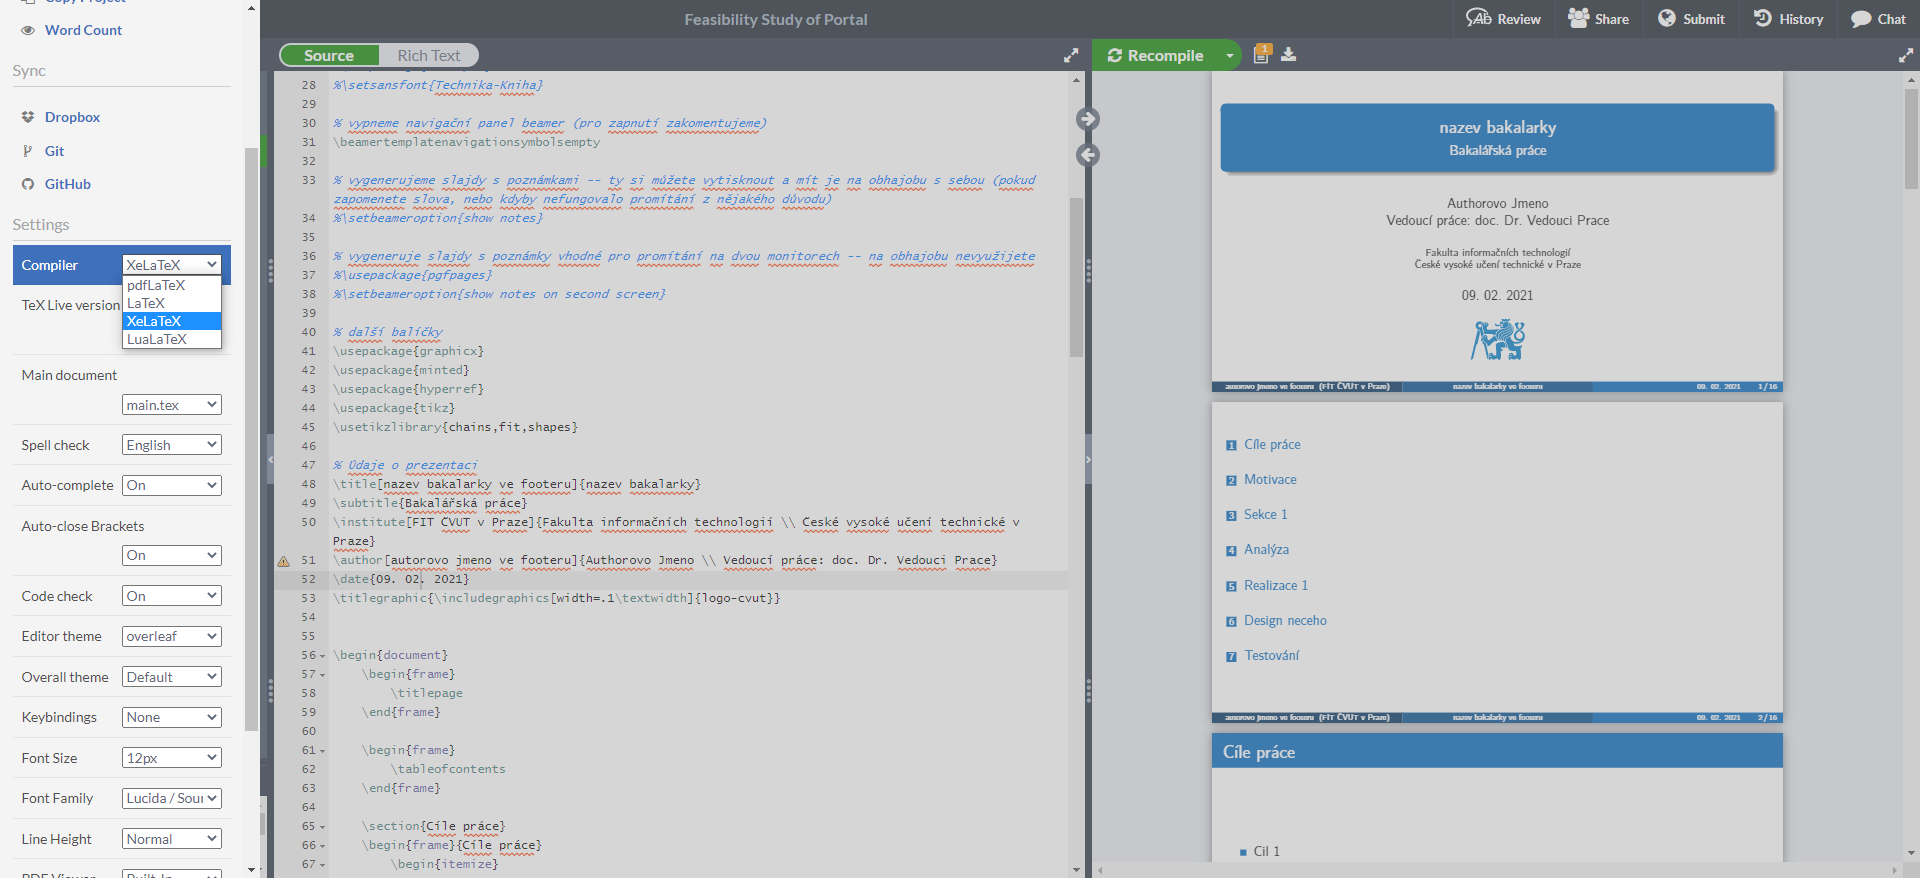 Copy Project
Word Count
Sync
Dropbox
Git
GitHub
Settings
Compiler
XeLaTeX
pdfLaTeX
LaTeX
XeLaTeX
LuaLaTeX
TeX Live version
Main document
main.tex
Spell check
English
Auto-complete
On
Auto-close Brackets
On
Code check
On
Editor theme
overleaf
Overall theme
Default
Keybindings
None
Font Size
12px
Font Family
Lucida / Sour
Line Height
Normal
PDF Viewer
Built-In
Feasibility Study of Portal
Review
Share
Submit
History
Chat
Source
Rich Text
Recompile
1
28 %\setsansfont{Technika-Kniha}
29
30 % vypneme navigační panel beamer (pro zapnutí zakomentujeme)
31 \beamertemplatenavigationsymbolsempty
32
33 % vygenerujeme slajdy s poznámkami -- ty si můžete vytisknout a mít je na obhajobu s sebou (pokud
zapomenete slova, nebo kdyby nefungovalo promítání z nějakého důvodu)
34 %\setbeameroption{show notes}
35
36 % vygeneruje slajdy s poznámky vhodné pro promítání na dvou monitorech -- na obhajobu nevyužijete
37 %\usepackage{pgfpages}
38 %\setbeameroption{show notes on second screen}
39
40 % další balíčky
41 \usepackage{graphicx}
42 \usepackage{minted}
43 \usepackage{hyperref}
44 \usepackage{tikz}
45 \usetikzlibrary{chains,fit,shapes}
46
47 % Údaje o prezentaci
48 \title[nazev bakalarky ve footeru]{nazev bakalarky}
49 \subtitle{Bakalářská práce}
50 \institute[FIT ČVUT v Praze]{Fakulta informačních technologií \\ České vysoké učení technické v
Praze}
51 \author[autorovo jmeno ve footeru]{Authorovo Jmeno \\ Vedoucí práce: doc. Dr. Vedouci Prace}
52 \date{09. 02. 2021}
53 \titlegraphic{\includegraphics[width=.1\textwidth]{logo-cvut}}
54
55
56 \begin{document}
57 \begin{frame}
58 \titlepage
59 \end{frame}
60
61 \begin{frame}
62 \tableofcontents
63 \end{frame}
64
65 \section{Cíle práce}
66 \begin{frame}{Cíle práce}
67 \begin{itemize}
nazev bakalarky
Bakalářská práce
Authorovo Jmeno
Vedoucí práce: doc. Dr. Vedouci Prace
Fakulta informačních technologií
České vysoké učení technické v Praze
09. 02. 2021
autorovo jmeno ve footeru (FIT ČVUT v Praze) nazev bakalarky ve footeru 09. 02. 2021 1/16
1 Cíle práce
2 Motivace
3 Sekce 1
4 Analýza
5 Realizace 1
6 Design neceho
7 Testování
autorovo jmeno ve footeru (FIT ČVUT v Praze) nazev bakalarky ve footeru 09. 02. 2021 2/16
Cíle práce
Cil 1